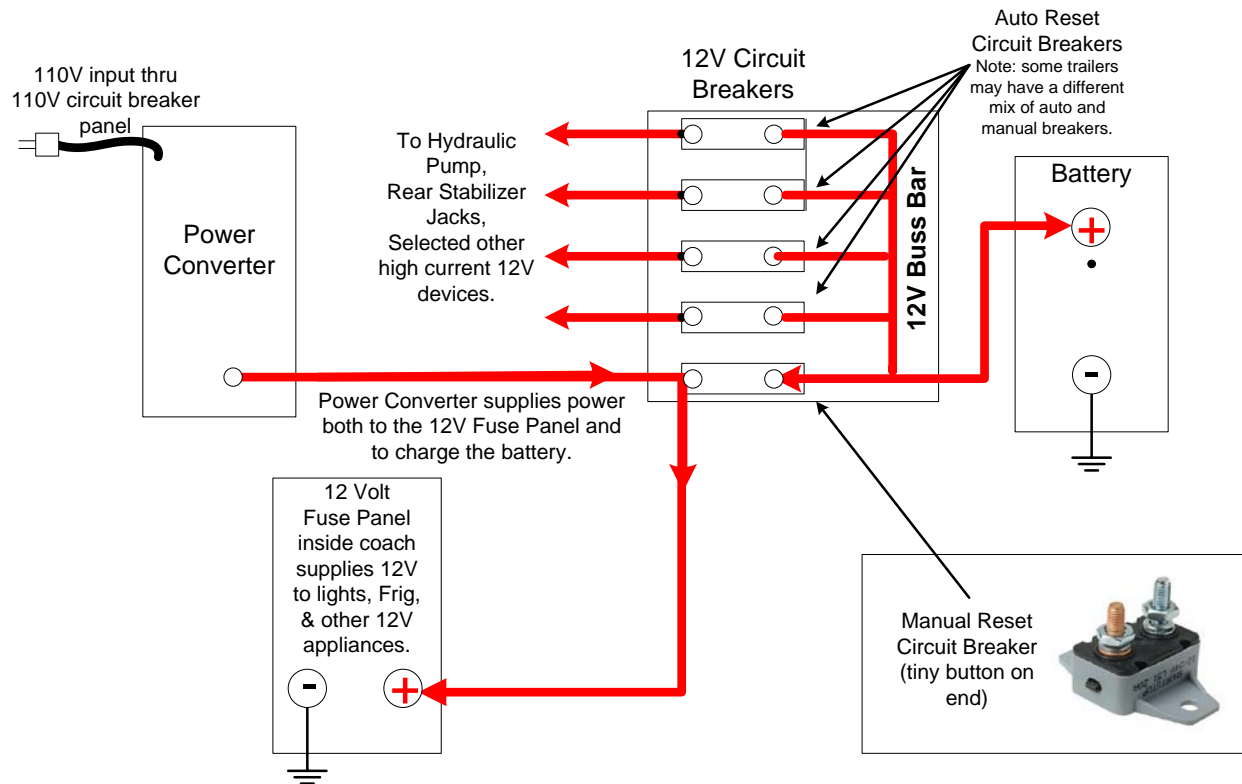 110V input thru
110V circuit breaker
panel
Power
Converter
12V Circuit
Breakers
Auto Reset
Circuit Breakers
Note: some trailers
may have a different
mix of auto and
manual breakers.
To Hydraulic
Pump,
Rear Stabilizer
Jacks,
Selected other
high current 12V
devices.
12V Buss Bar
Battery
+
-
Power Converter supplies power
both to the 12V Fuse Panel and
to charge the battery.
12 Volt
Fuse Panel
inside coach
supplies 12V
to lights, Frig,
& other 12V
appliances.
-
+
Manual Reset
Circuit Breaker
(tiny button on
end)